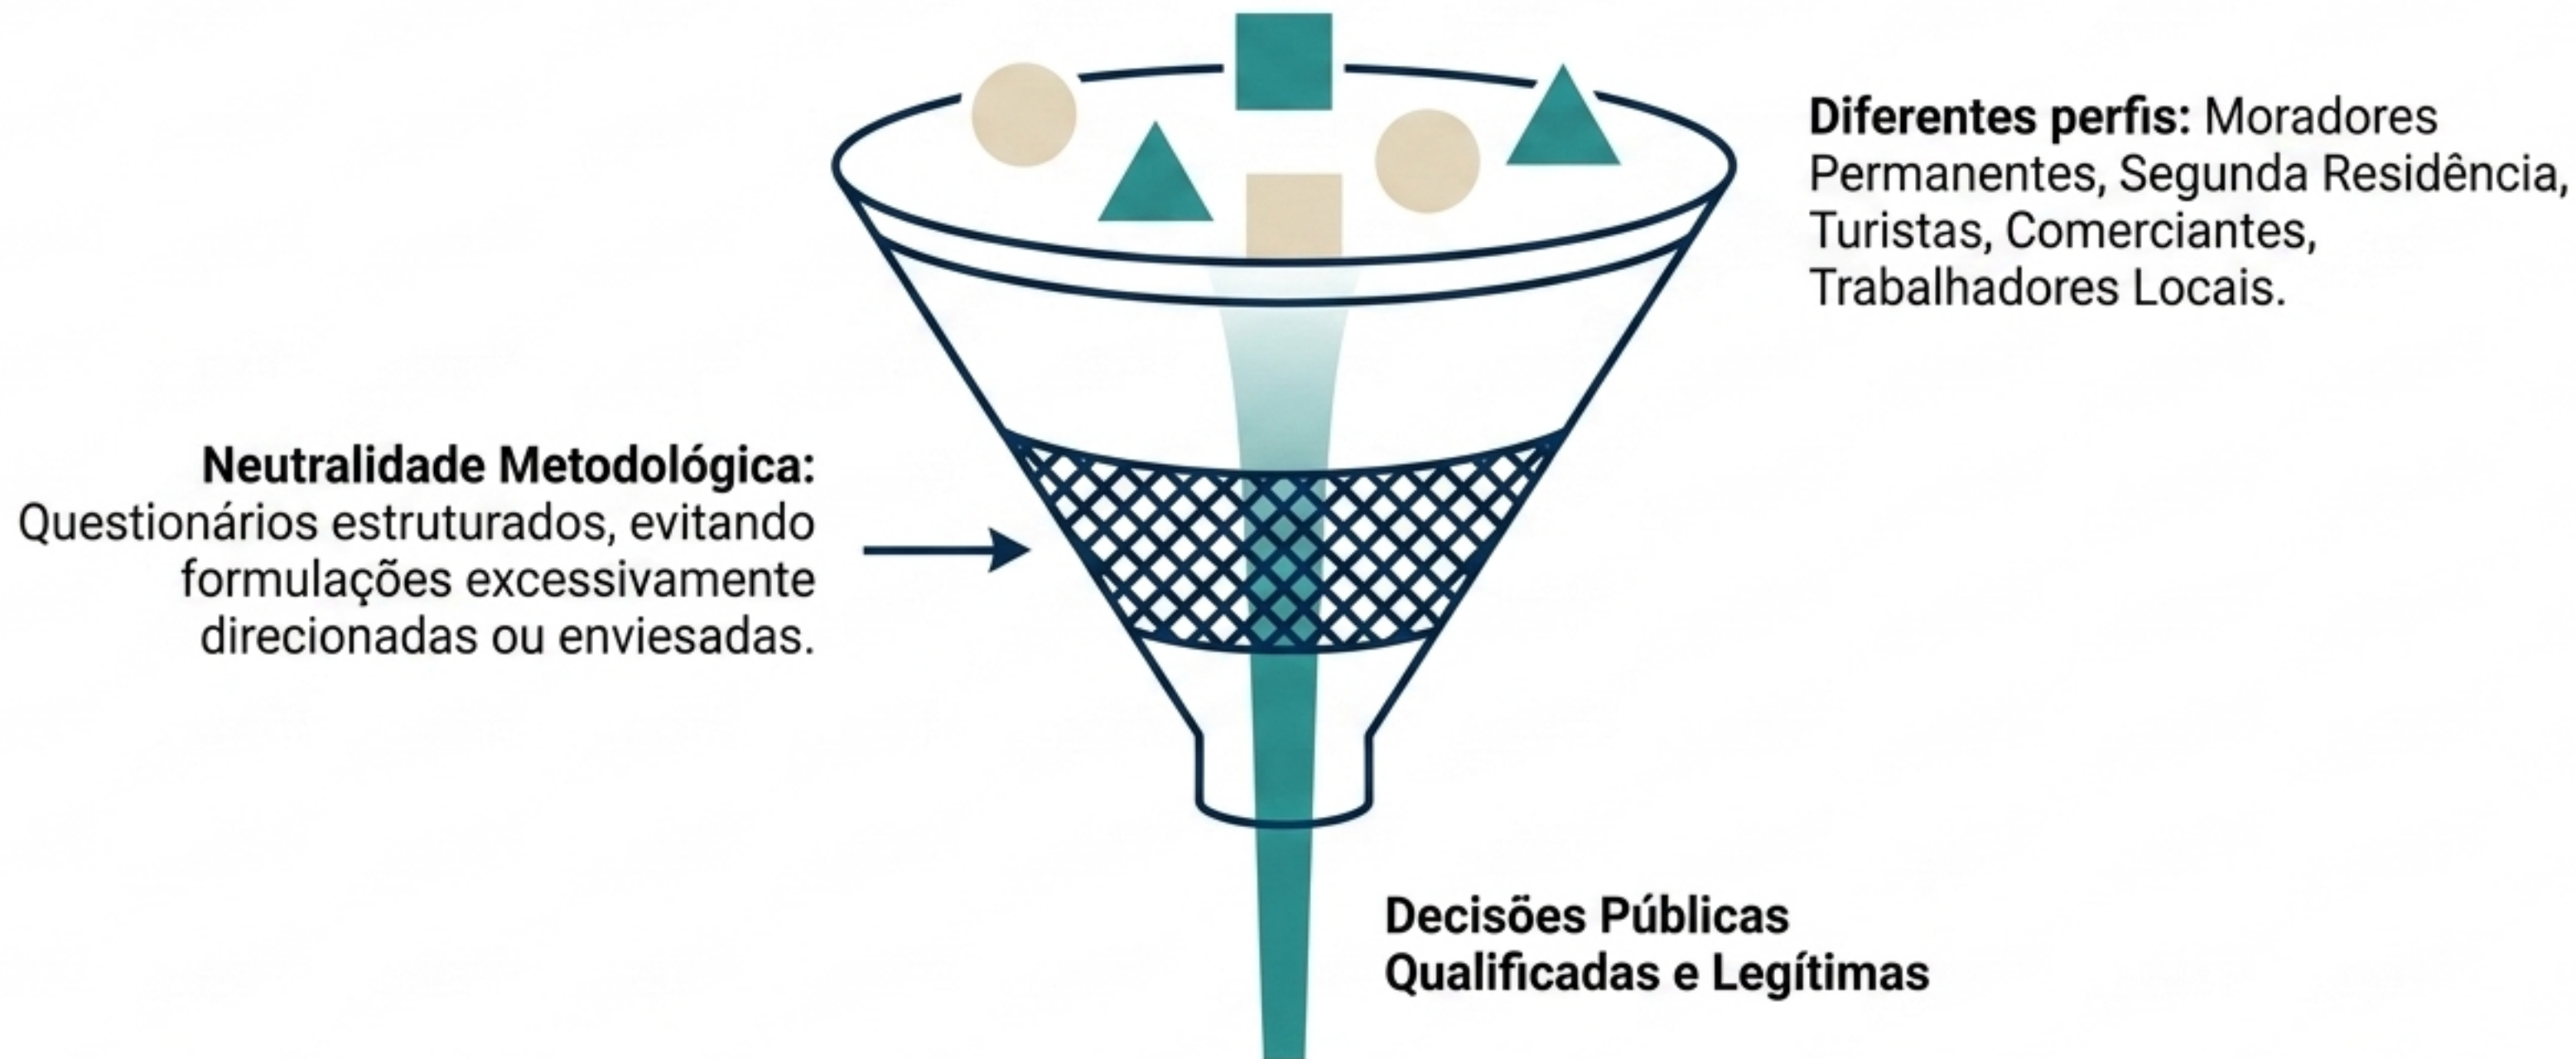 Diferentes perfis: Moradores
Permanentes, Segunda Residência,
Turistas, Comerciantes,
Trabalhadores Locais.
Neutralidade Metodológica:
Questionários estruturados, evitando
formulações excessivamente
direcionadas ou enviesadas.
Decisões Públicas
Qualificadas e Legítimas